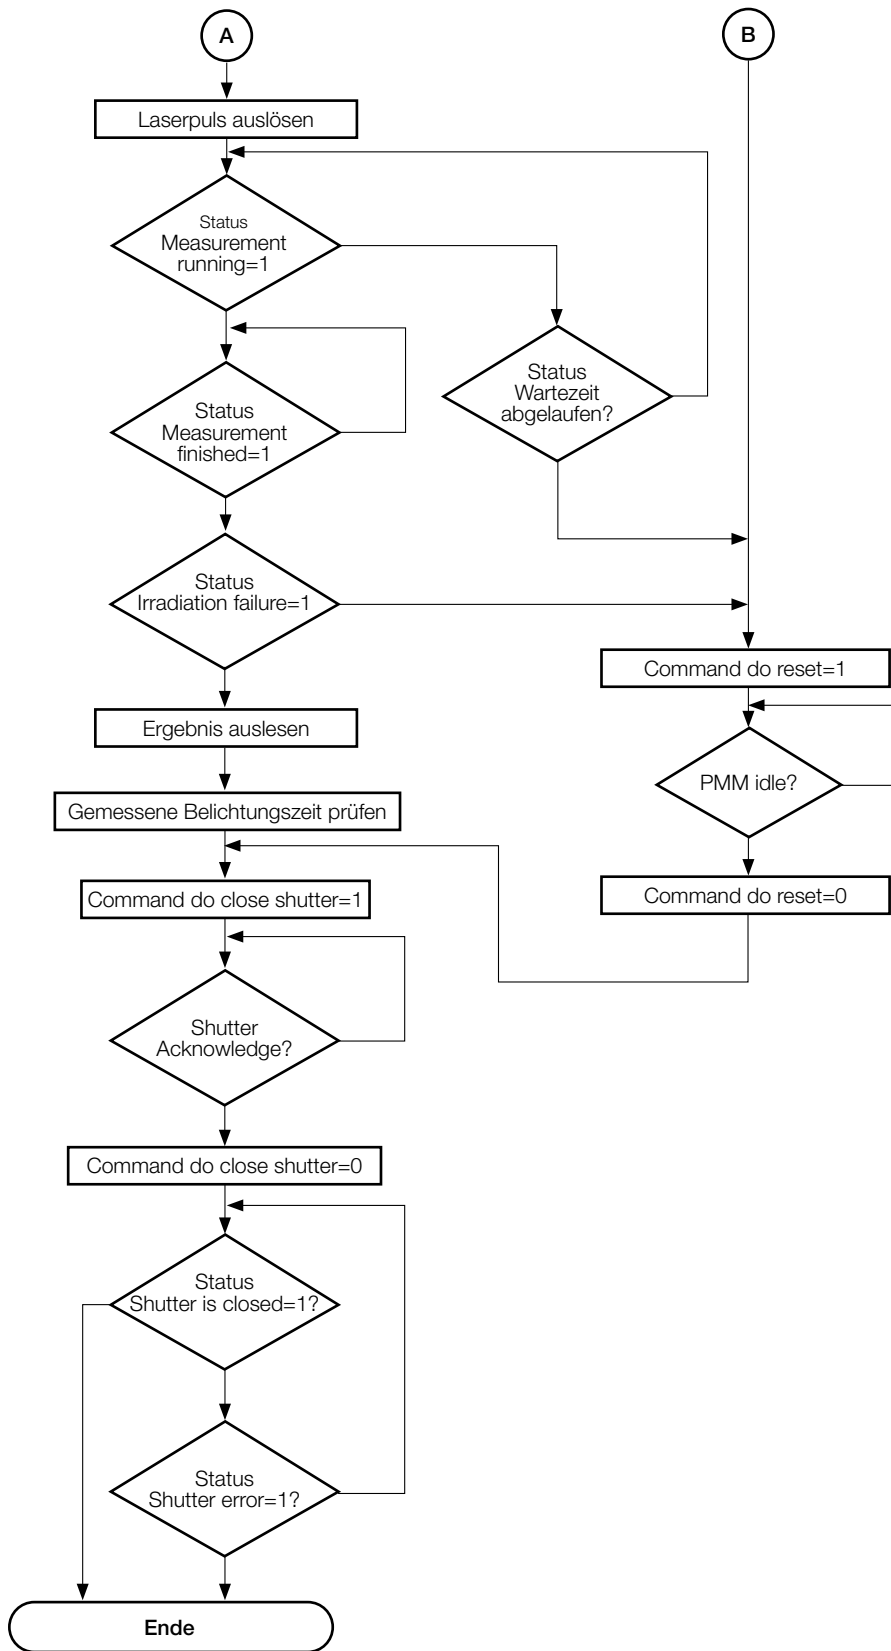 A
B
Laserpuls auslösen
Status
Measurement
running=1
Status
Wartezeit
abgelaufen?
Status
Measurement
finished=1
Status
Irradiation failure=1
Command do reset=1
Ergebnis auslesen
PMM idle?
Gemessene Belichtungszeit prüfen
Command do close shutter=1
Command do reset=0
Shutter
Acknowledge?
Command do close shutter=0
Status
Shutter is closed=1?
Status
Shutter error=1?
Ende